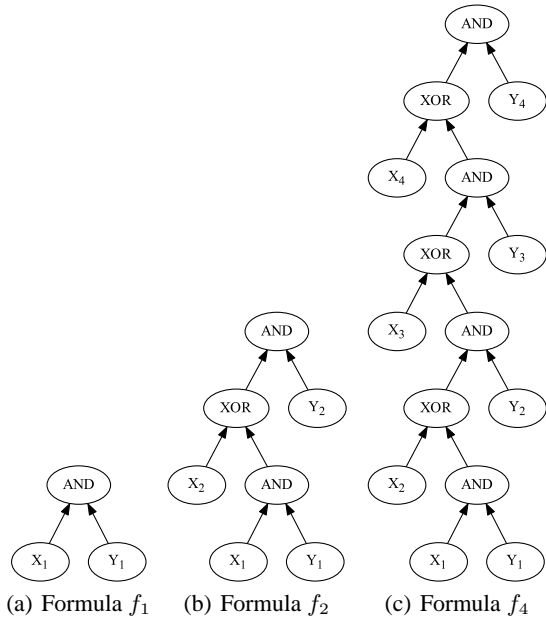 AND
XOR Y₄
X₄ AND
XOR Y₃
X₃ AND
AND
XOR Y₂
XOR Y₂
X₂ AND
X₂ AND
AND
X₁ Y₁
X₁ Y₁
X₁ Y₁
(a) Formula f₁ (b) Formula f₂ (c) Formula f₄